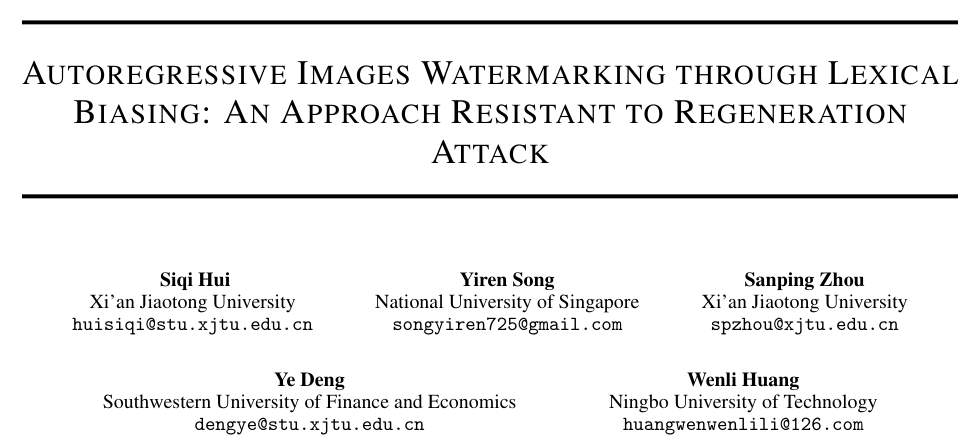 AUTOREGRESSIVE IMAGES WATERMARKING THROUGH LEXICAL
BIASING: AN APPROACH RESISTANT TO REGENERATION
ATTACK
Siqi Hui
Xi'an Jiaotong University
huisiqi@stu.xjtu.edu.cn
Yiren Song
National University of Singapore
songyiren725@gmail.com
Sanping Zhou
Xi'an Jiaotong University
spzhou@xjtu.edu.cn
Ye Deng
Southwestern University of Finance and Economics
dengye@stu.xjtu.edu.cn
Wenli Huang
Ningbo University of Technology
huangwenwenlili@126.com